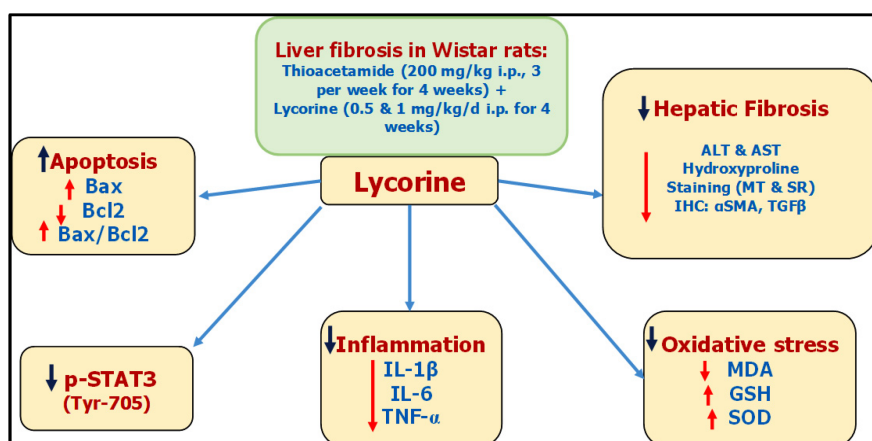 Liver fibrosis in Wistar rats:
Thioacetamide (200 mg/kg i.p., 3
per week for 4 weeks) +
Lycorine (0.5 & 1 mg/kg/d i.p. for 4
weeks)
Lycorine
↑Apoptosis
↑ Bax
↓ Bcl2
↑ Bax/Bcl2
↓ Hepatic Fibrosis
ALT & AST
Hydroxyproline
Staining (MT & SR)
IHC: αSMA, TGFβ
↓ p-STAT3
(Tyr-705)
↓Inflammation
IL-1β
IL-6
TNF-α
↓ Oxidative stress
↓ MDA
↑ GSH
↑ SOD